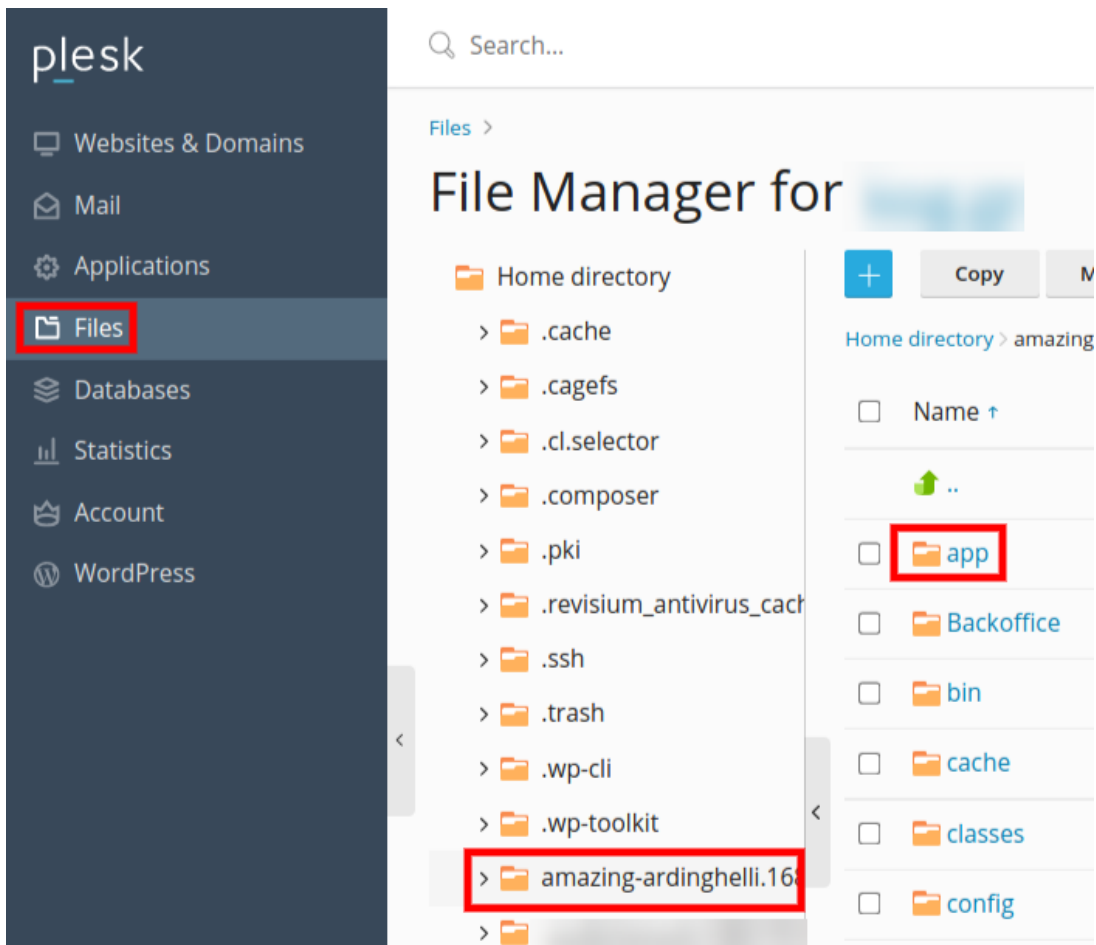 plesk
Websites & Domains
Mail
Applications
Files
Databases
Statistics
Account
WordPress
Search...
Files >
File Manager for
Home directory
.cache
.cagefs
.cl.selector
.composer
.pki
.revisium_antivirus_cach
.ssh
.trash
.wp-cli
.wp-toolkit
amazing-ardinghelli.168
+ Copy M
Home directory > amazing
Name ↑
..
app
Backoffice
bin
cache
classes
config